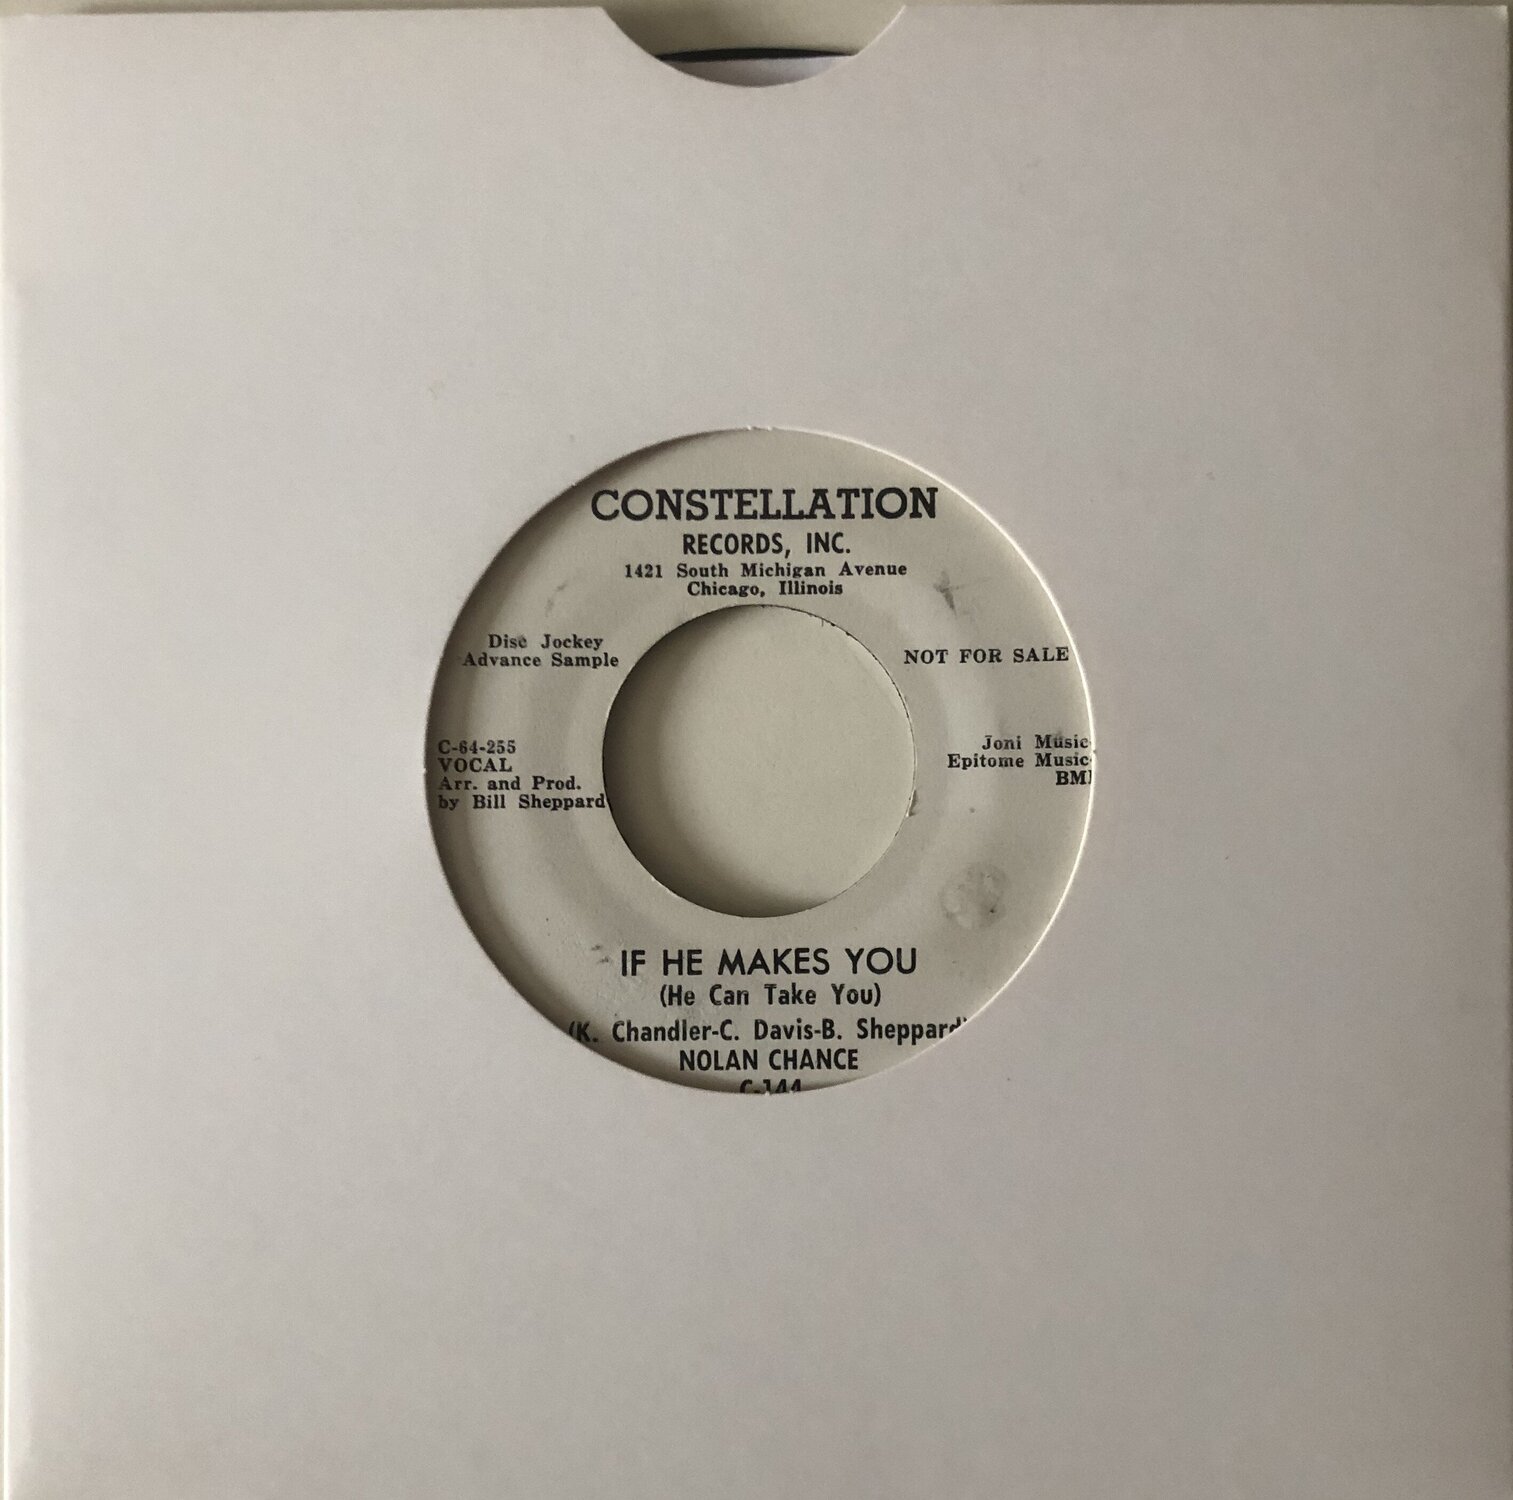 CONSTELLATION
RECORDS, INC.
1421 South Michigan Avenue
Chicago, Illinois
Disc Jockey
Advance Sample
NOT FOR SALE
C-64-255
VOCAL
Arr. and Prod.
by Bill Sheppard
Joni Music
Epitome Music
BMI
IF HE MAKES YOU
(He Can Take You)
(K. Chandler-C. Davis-B. Sheppard)
NOLAN CHANCE
C-144